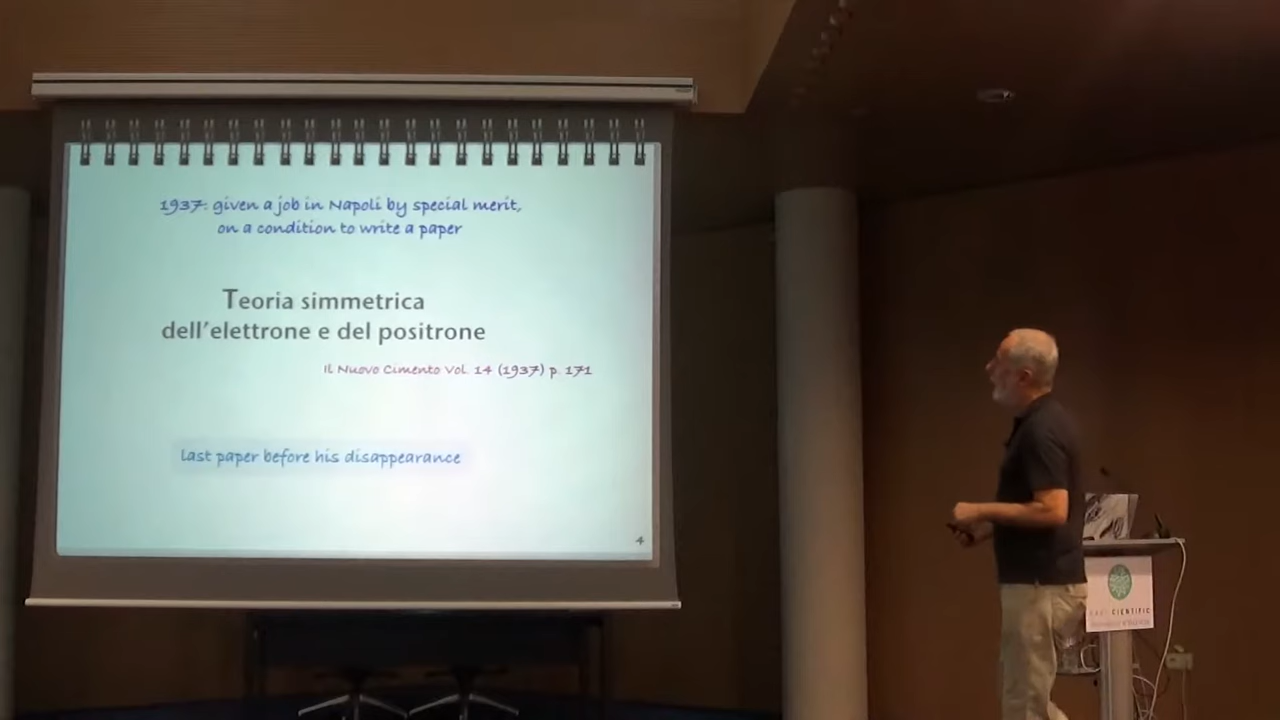 1937: given a job in Napoli by special merit,
on a condition to write a paper
Teoria simmetrica
dell'elettrone e del positrone
Il Nuovo Cimento Vol. 14 (1937) p. 171
last paper before his disappearance
4
CIENTIFIC